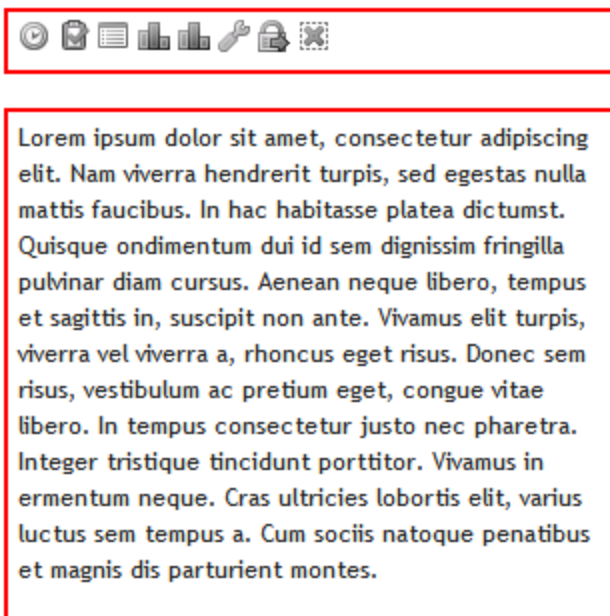 Lorem ipsum dolor sit amet, consectetur adipiscing
elit. Nam viverra hendrerit turpis, sed egestas nulla
mattis faucibus. In hac habitasse platea dictumst.
Quisque ondimentum dui id sem dignissim fringilla
pulvinar diam cursus. Aenean neque libero, tempus
et sagittis in, suscipit non ante. Vivamus elit turpis,
viverra vel viverra a, rhoncus eget risus. Donec sem
risus, vestibulum ac pretium eget, congue vitae
libero. In tempus consectetur justo nec pharetra.
Integer tristique tincidunt porttitor. Vivamus in
ermentum neque. Cras ultricies lobortis elit, varius
luctus sem tempus a. Cum sociis natoque penatibus
et magnis dis parturient montes.